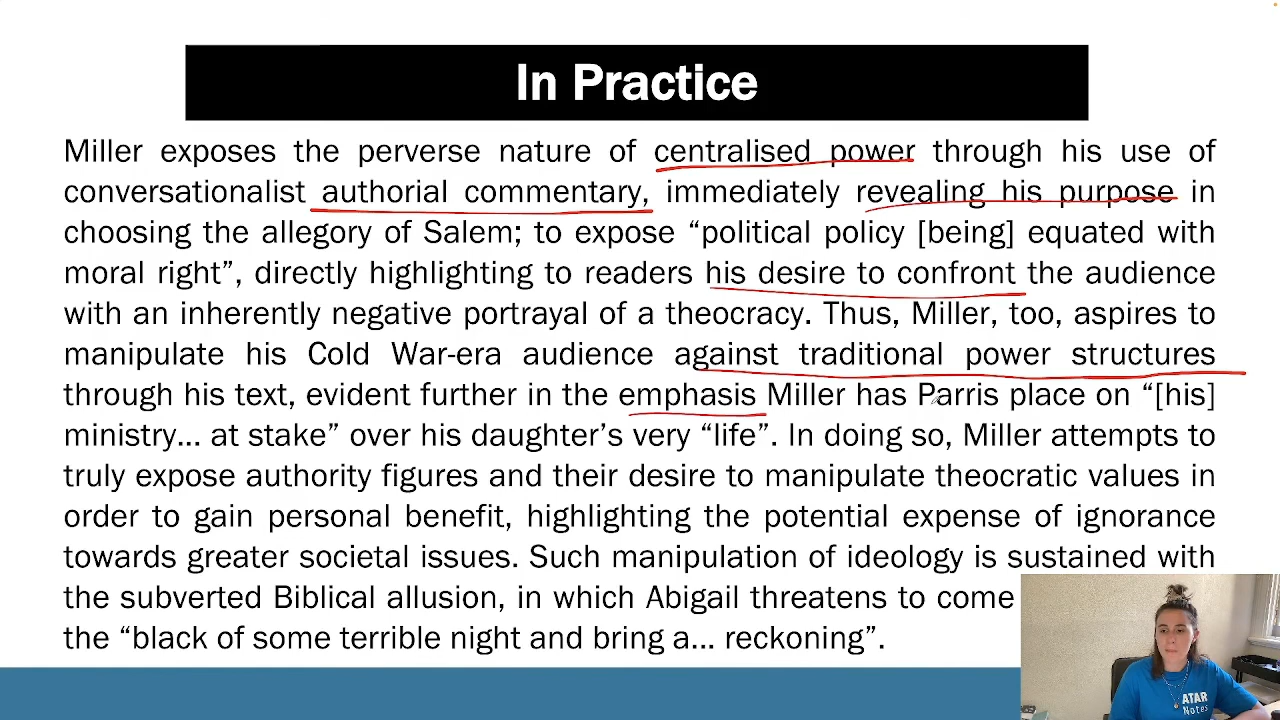 In Practice
Miller exposes the perverse nature of centralised power through his use of
conversationalist authorial commentary, immediately revealing his purpose in
choosing the allegory of Salem; to expose “political policy [being] equated with
moral right”, directly highlighting to readers his desire to confront the audience
with an inherently negative portrayal of a theocracy. Thus, Miller, too, aspires to
manipulate his Cold War-era audience against traditional power structures
through his text, evident further in the emphasis Miller has Parris place on “[his]
ministry... at stake” over his daughter’s very “life”. In doing so, Miller attempts to
truly expose authority figures and their desire to manipulate theocratic values in
order to gain personal benefit, highlighting the potential expense of ignorance
towards greater societal issues. Such manipulation of ideology is sustained with
the subverted Biblical allusion, in which Abigail threatens to come
the “black of some terrible night and bring a... reckoning”.
ATAR
Notes